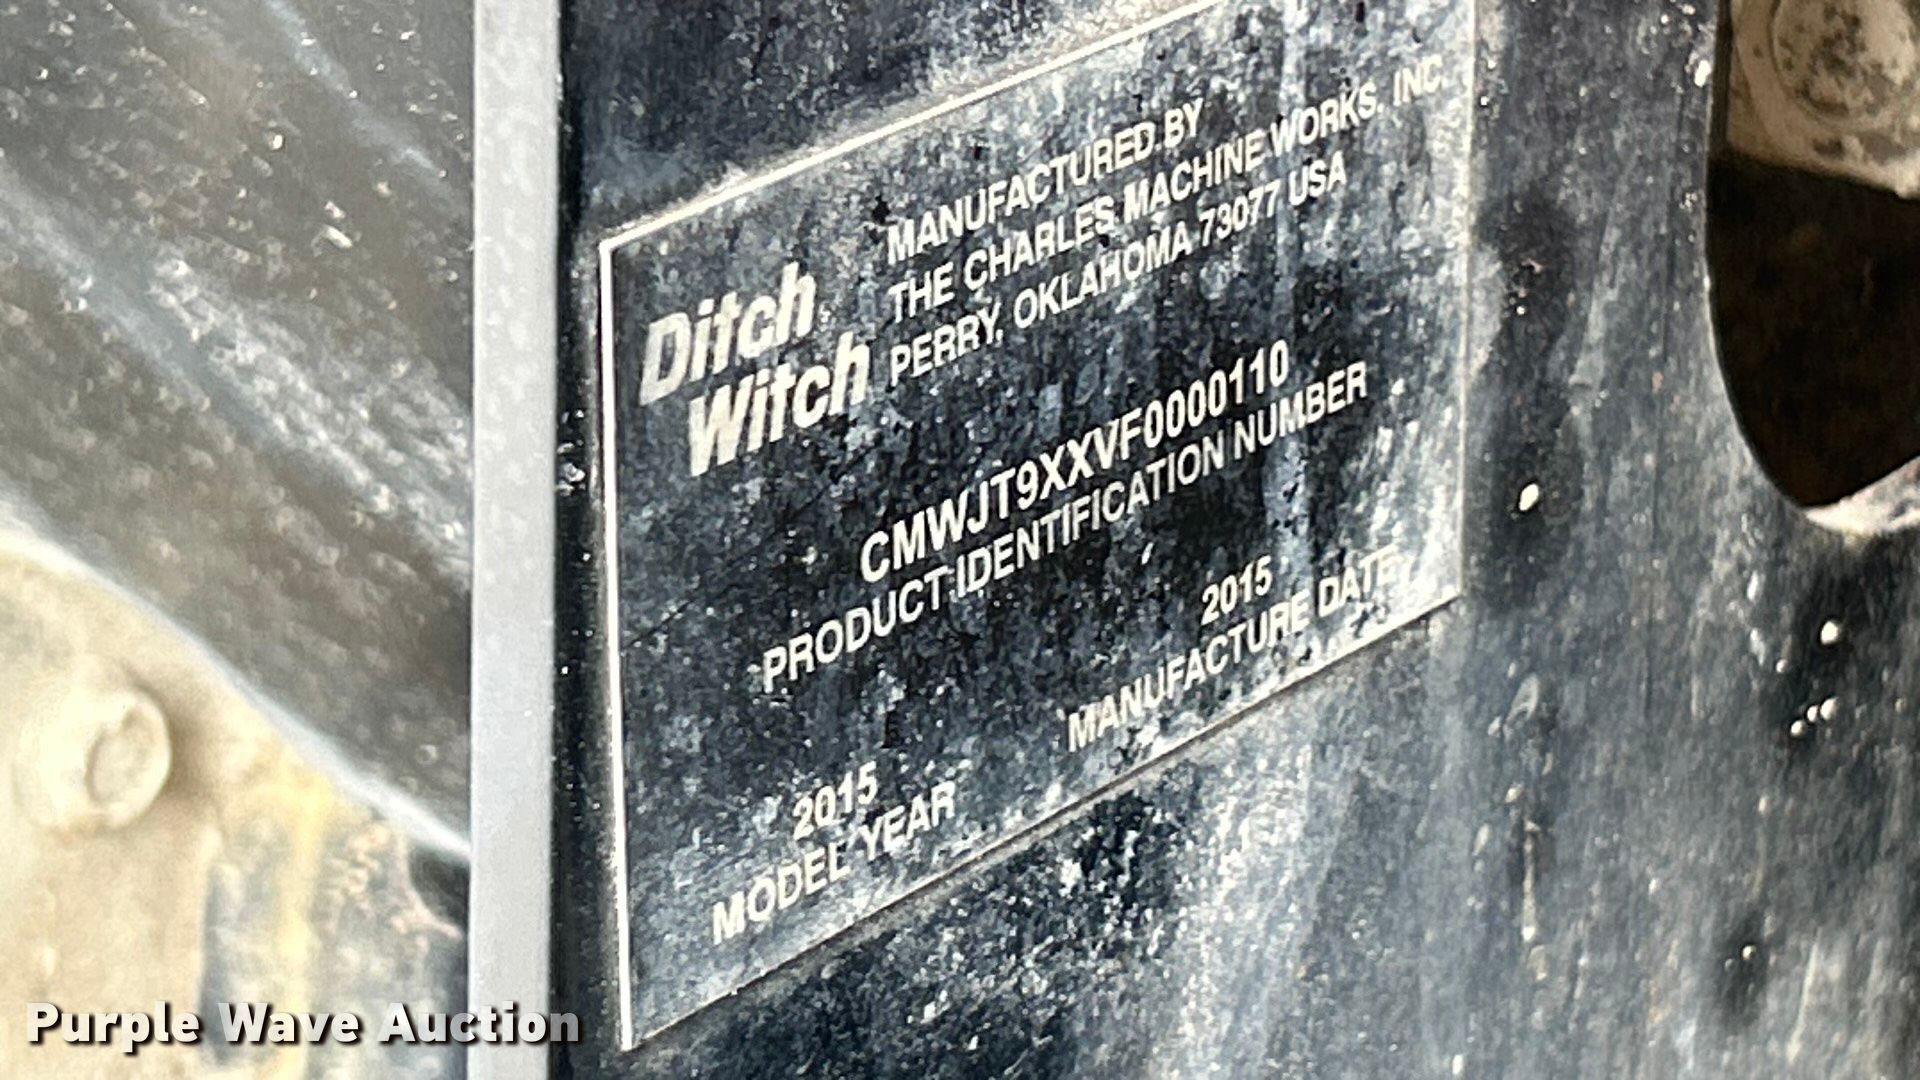 Ditch
Witch
MANUFACTURED BY
THE CHARLES MACHINE WORKS, INC.
PERRY, OKLAHOMA 73077 USA
CMWJT9XXVF0000110
PRODUCT IDENTIFICATION NUMBER
2015
MANUFACTURE DATE
2015
MODEL YEAR
Purple Wave Auction